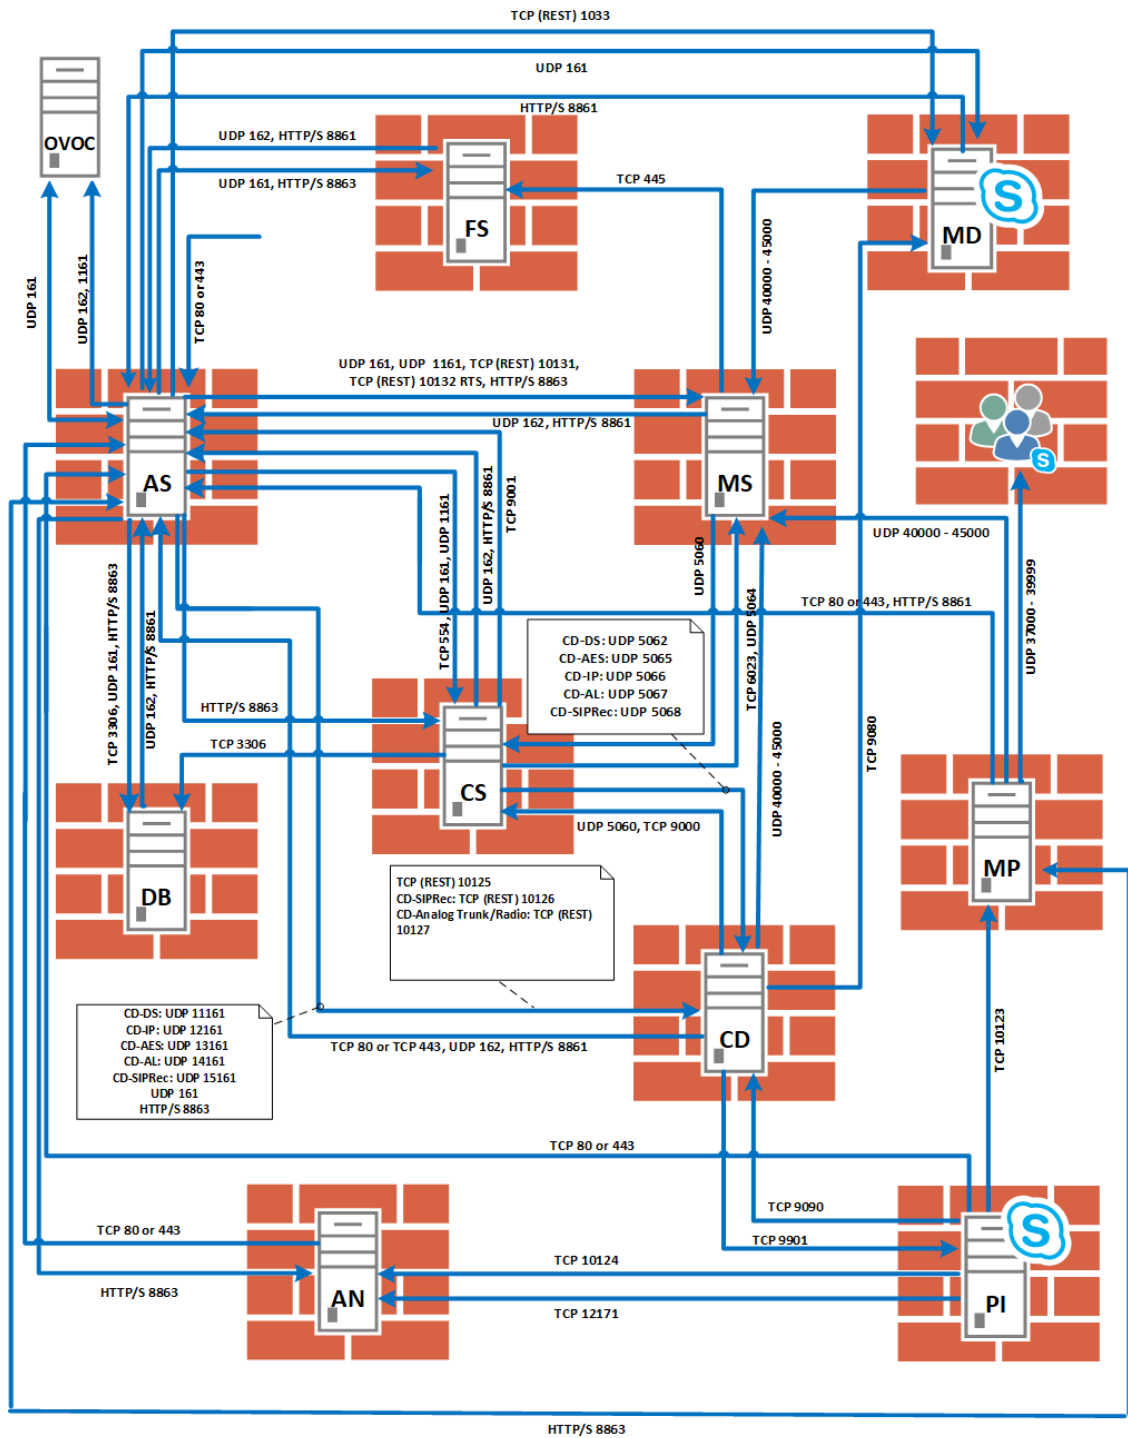 TCP (REST) 1033
UDP 161
HTTP/S 8861
OVOC
UDP 162, HTTP/S 8861
UDP 161, HTTP/S 8863
TCP 445
FS
S
MD
UDP 161
UDP 162, 1161
TCP 80 or 443
UDP 40000 - 45000
UDP 161, UDP 1161, TCP (REST) 10131,
TCP (REST) 10132 RTS, HTTP/S 8863
UDP 162, HTTP/S 8861
AS
MS
S
UDP 40000 - 45000
TCP 554, UDP 161, UDP 1161
UDP 162, HTTP/S 8861
TCP 9001
UDP 5060
TCP 6023, UDP 5064
TCP 80 or 443, HTTP/S 8861
UDP 37000 - 39999
TCP 3306, UDP 161, HTTP/S 8863
UDP 162, HTTP/S 8861
CD-DS: UDP 5062
CD-AES: UDP 5065
CD-IP: UDP 5066
CD-AL: UDP 5067
CD-SIPRec: UDP 5068
HTTP/S 8863
TCP 3306
CS
UDP 40000 - 45000
TCP 9080
UDP 5060, TCP 9000
DB
MP
TCP (REST) 10125
CD-SIPRec: TCP (REST) 10126
CD-Analog Trunk/Radio: TCP (REST)
10127
CD-DS: UDP 11161
CD-IP: UDP 12161
CD-AES: UDP 13161
CD-AL: UDP 14161
CD-SIPRec: UDP 15161
UDP 161
HTTP/S 8863
CD
TCP 80 or TCP 443, UDP 162, HTTP/S 8861
TCP 10123
TCP 80 or 443
TCP 9090
TCP 9901
S
TCP 80 or 443
TCP 10124
HTTP/S 8863
AN
TCP 12171
PI
HTTP/S 8863